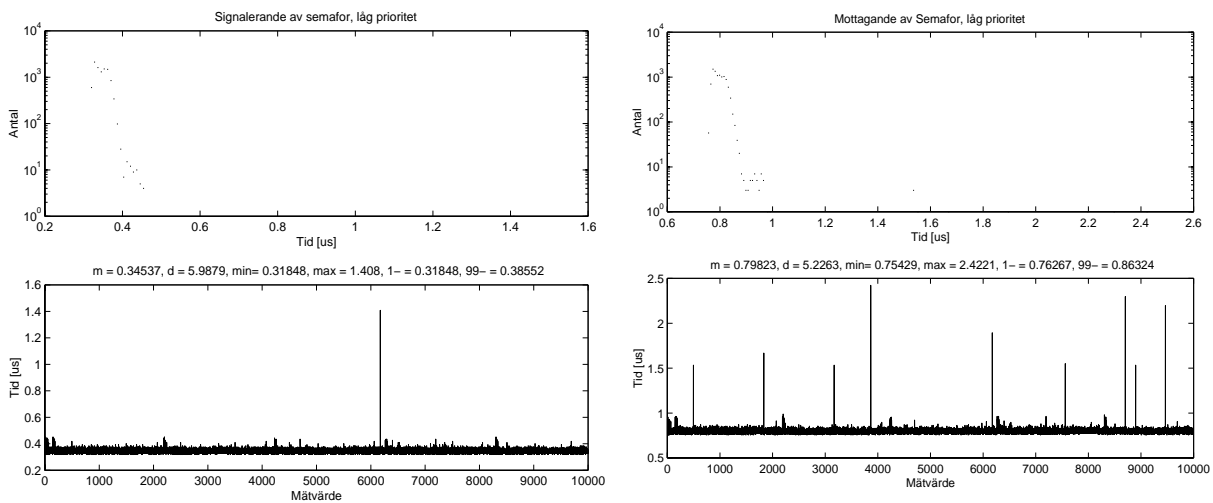 Signalerande av semafor, låg prioritet
10^4
10^3
10^2
10^1
10^0
Antal
0.2 0.4 0.6 0.8 1 1.2 1.4 1.6
Tid [us]
m = 0.34537, d = 5.9879, min= 0.31848, max = 1.408, 1− = 0.31848, 99− = 0.38552
1.6
1.4
1.2
1
0.8
0.6
0.4
0.2
Tid [us]
0 1000 2000 3000 4000 5000 6000 7000 8000 9000 10000
Mätvärde
Mottagande av Semafor, låg prioritet
10^4
10^3
10^2
10^1
10^0
Antal
0.6 0.8 1 1.2 1.4 1.6 1.8 2 2.2 2.4 2.6
Tid [us]
m = 0.79823, d = 5.2263, min= 0.75429, max = 2.4221, 1− = 0.76267, 99− = 0.86324
2.5
2
1.5
1
0.5
Tid [us]
0 1000 2000 3000 4000 5000 6000 7000 8000 9000 10000
Mätvärde